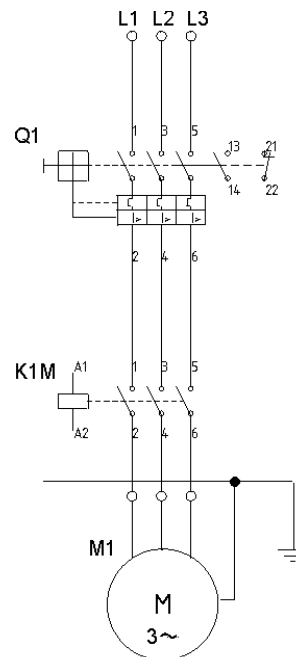 L1 L2 L3
Q1
1 3 5 13 21
14 22
I> I> I>
2 4 6
K1M
A1 1 3 5
A2 2 4 6
M1
M
3~